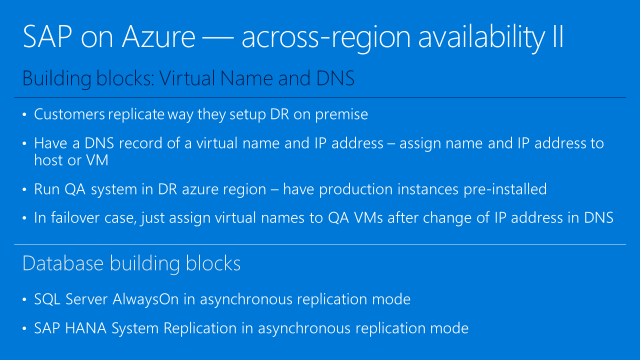 SAP on Azure — across-region availability II
Building blocks: Virtual Name and DNS
• Customers replicate way they setup DR on premise
• Have a DNS record of a virtual name and IP address – assign name and IP address to
host or VM
• Run QA system in DR azure region – have production instances pre-installed
• In failover case, just assign virtual names to QA VMs after change of IP address in DNS
Database building blocks
• SQL Server AlwaysOn in asynchronous replication mode
• SAP HANA System Replication in asynchronous replication mode